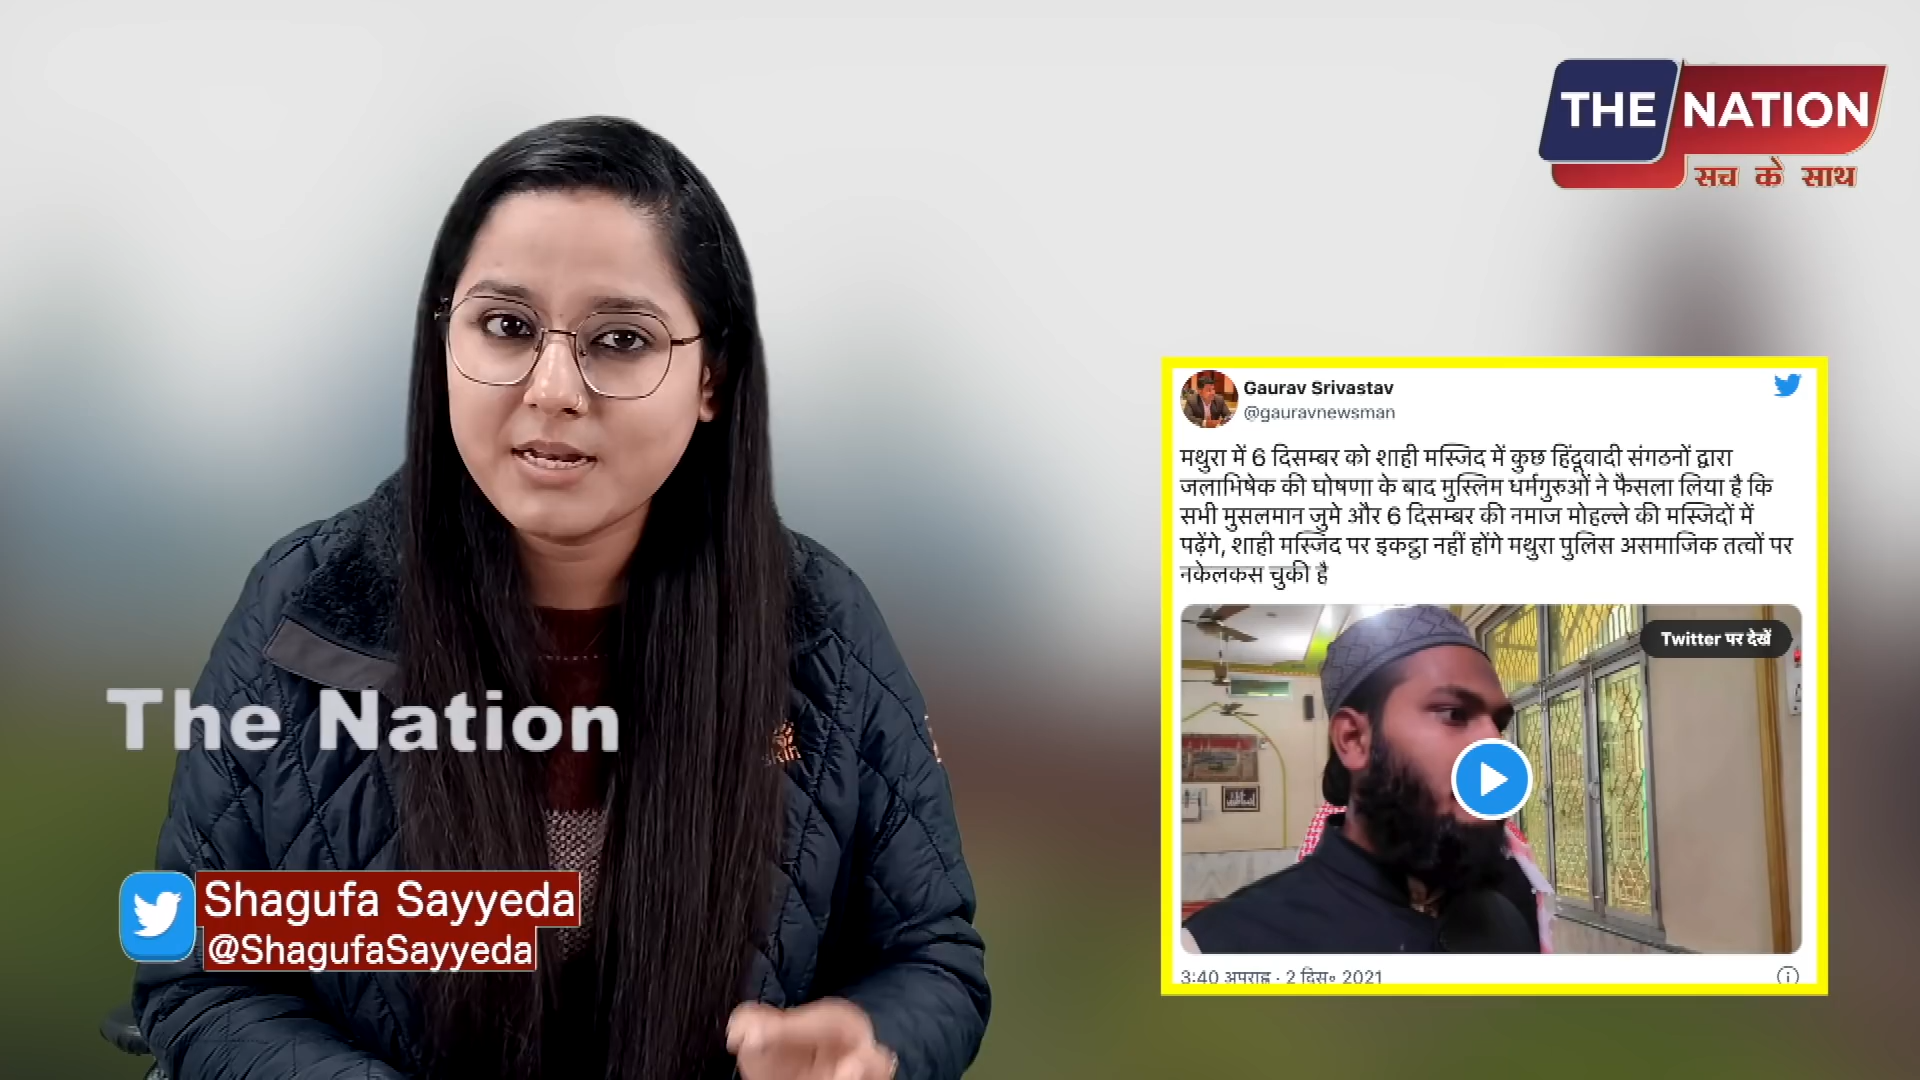 THE NATION
सच के साथ
Gaurav Srivastav
@gauravnewsman
मथुरा में 6 दिसम्बर को शाही मस्जिद में कुछ हिंदूवादी संगठनों द्वारा
जलाभिषेक की घोषणा के बाद मुस्लिम धर्मगुरुओं ने फैसला लिया है कि
सभी मुसलमान जुमे और 6 दिसम्बर की नमाज मोहल्ले की मस्जिदों में
पढ़ेंगे, शाही मस्जिद पर इकट्ठा नहीं होंगे मथुरा पुलिस असमाजिक तत्वों पर
नकेलकस चुकी है
Twitter पर देखें
3:40 अपराह्न · 2 दिस॰ 2021
The Nation
Shagufa Sayyeda
@ShagufaSayyeda